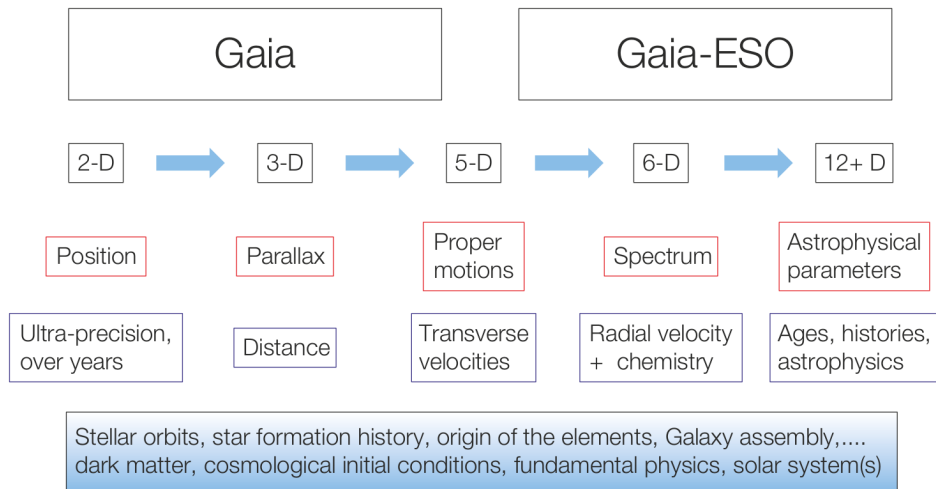 Gaia
Gaia-ESO
2-D
3-D
5-D
6-D
12+ D
Position
Parallax
Proper
motions
Spectrum
Astrophysical
parameters
Ultra-precision,
over years
Distance
Transverse
velocities
Radial velocity
+ chemistry
Ages, histories,
astrophysics
Stellar orbits, star formation history, origin of the elements, Galaxy assembly,....
dark matter, cosmological initial conditions, fundamental physics, solar system(s)